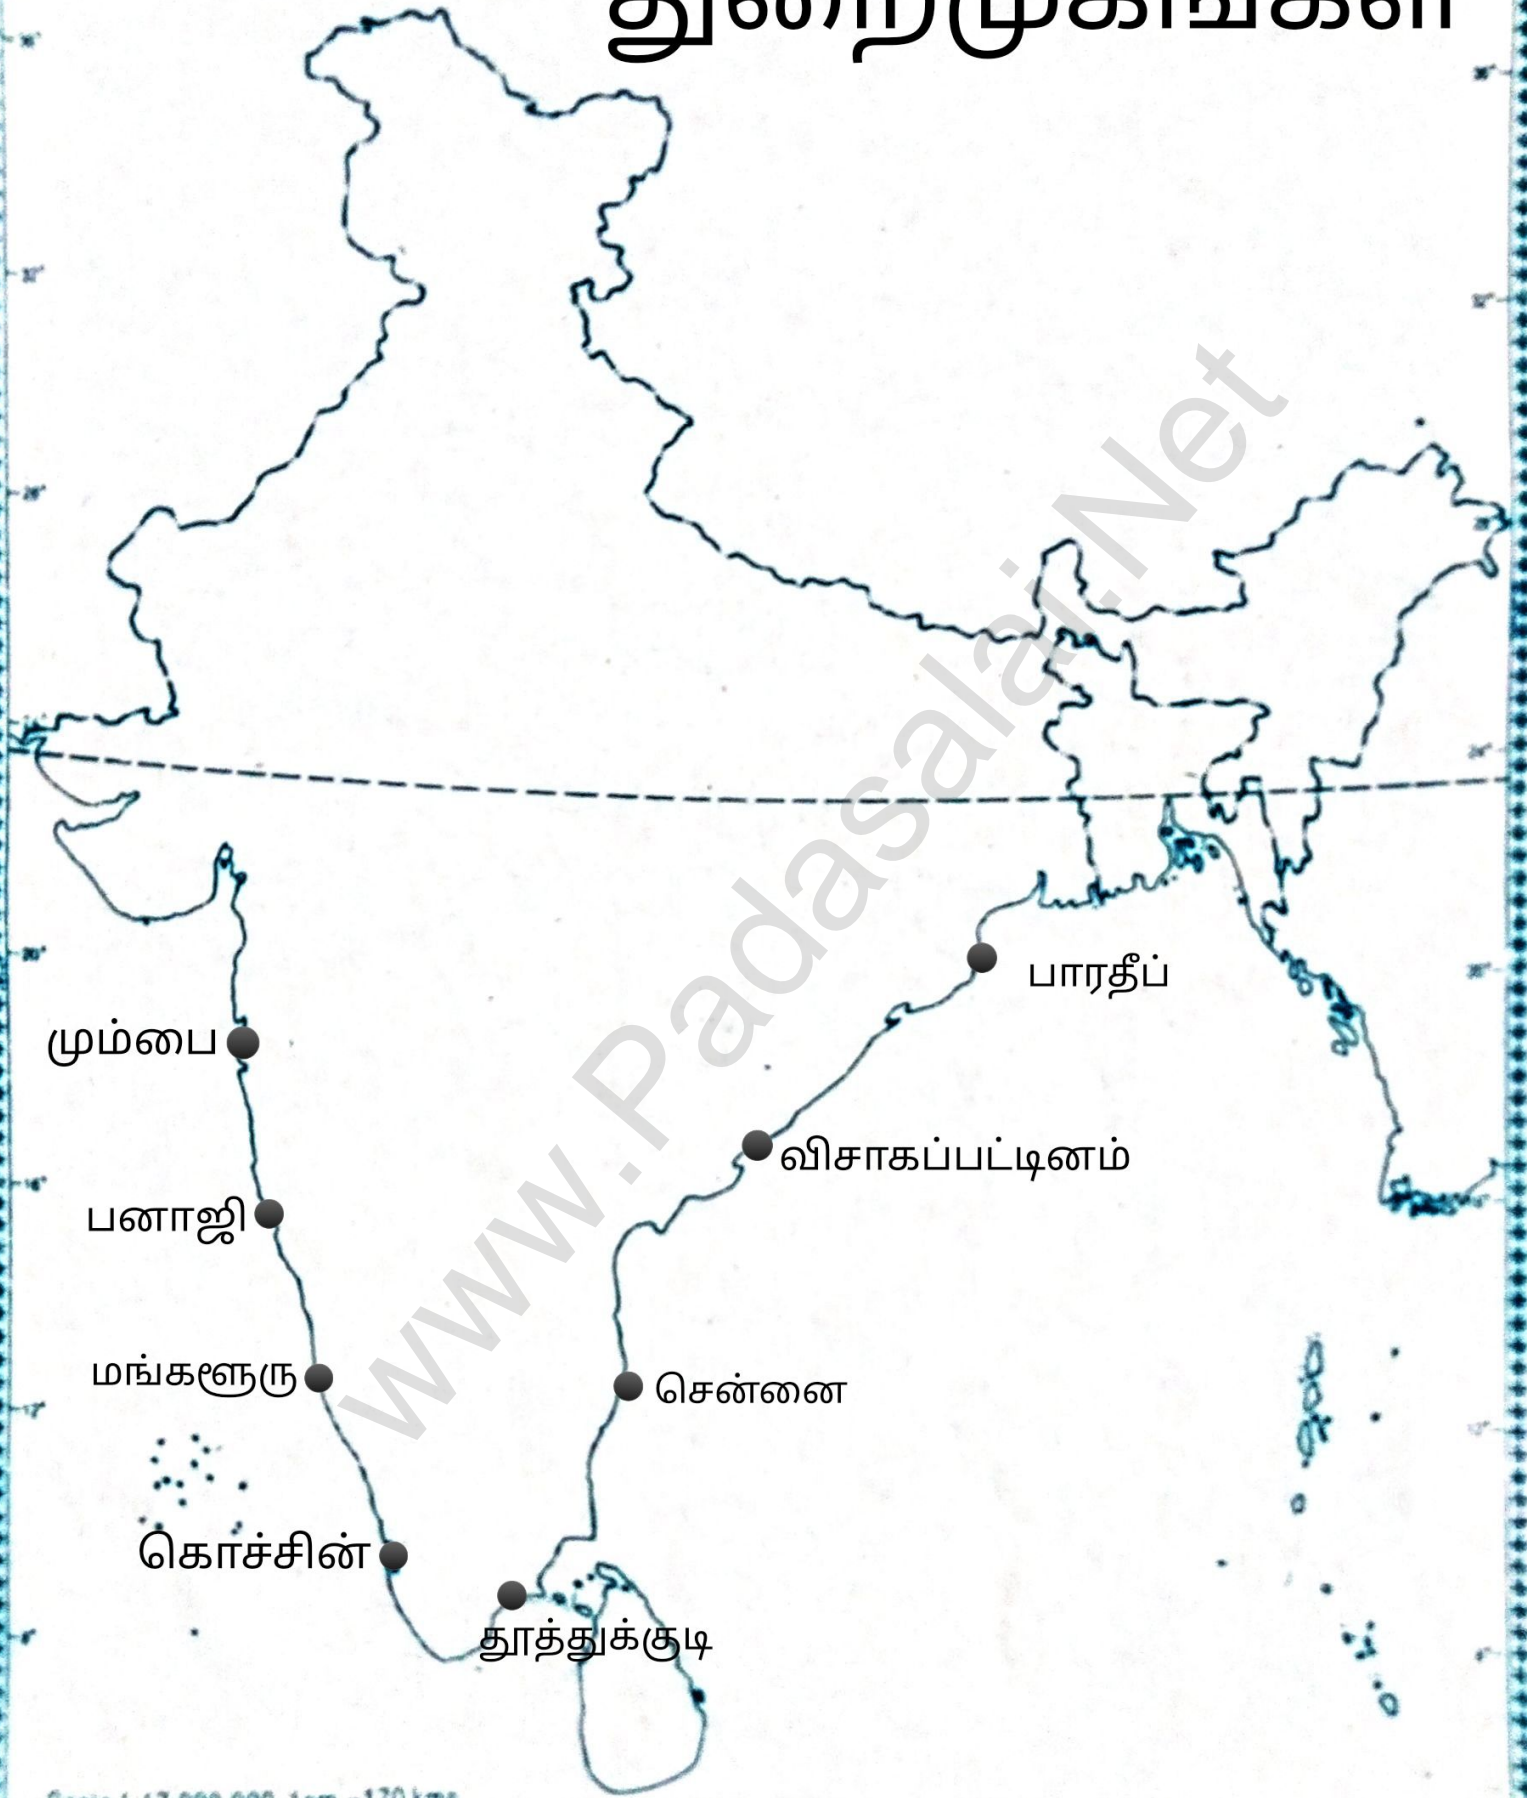 துறைமுகங்கள்
www.Padasalai.Net
பாரதீப்
மும்பை
விசாகப்பட்டினம்
பனாஜி
மங்களூரு
சென்னை
கொச்சின்
தூத்துக்குடி